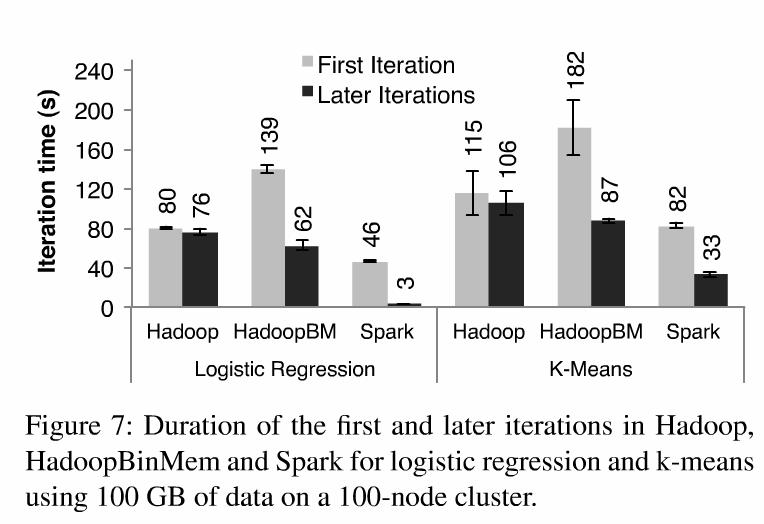 First Iteration
Later Iterations
Iteration time (s)
240
200
160
120
80
40
0
80
76
139
62
46
3
115
106
182
87
82
33
Hadoop HadoopBM Spark Hadoop HadoopBM Spark
Logistic Regression K-Means
Figure 7: Duration of the first and later iterations in Hadoop,
HadoopBinMem and Spark for logistic regression and k-means
using 100 GB of data on a 100-node cluster.